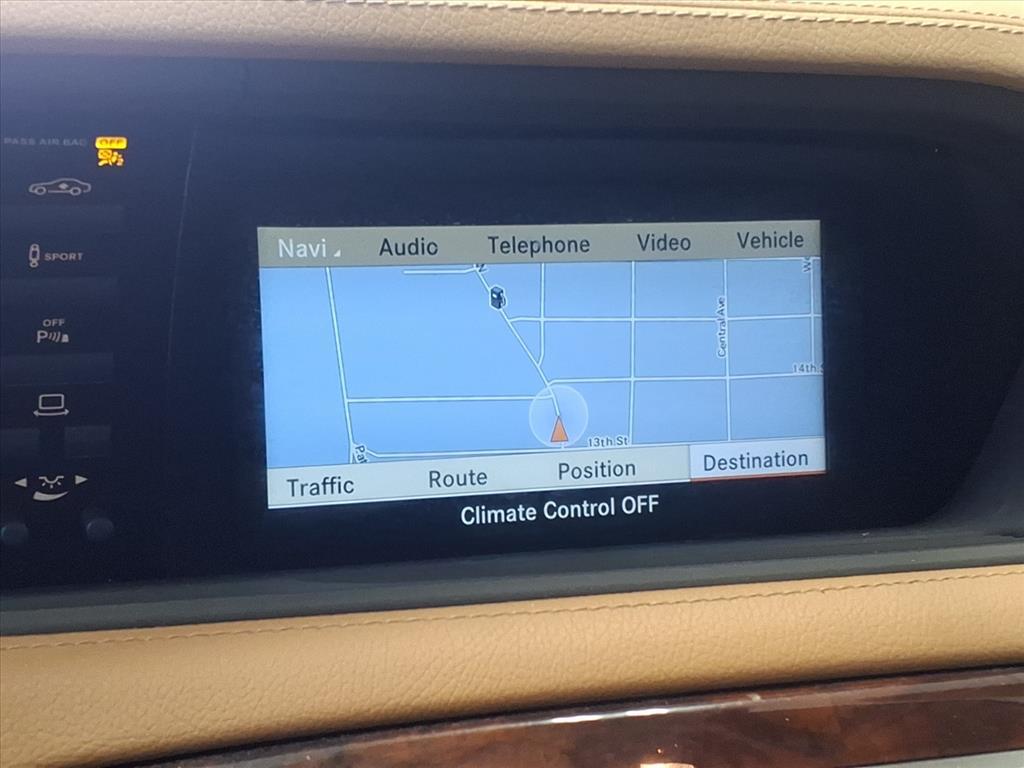 PASS AIR BAG OFF
SPORT
OFF
P
Navi Audio Telephone Video Vehicle
N
Central Ave
14th
13th St
Traffic Route Position Destination
Climate Control OFF